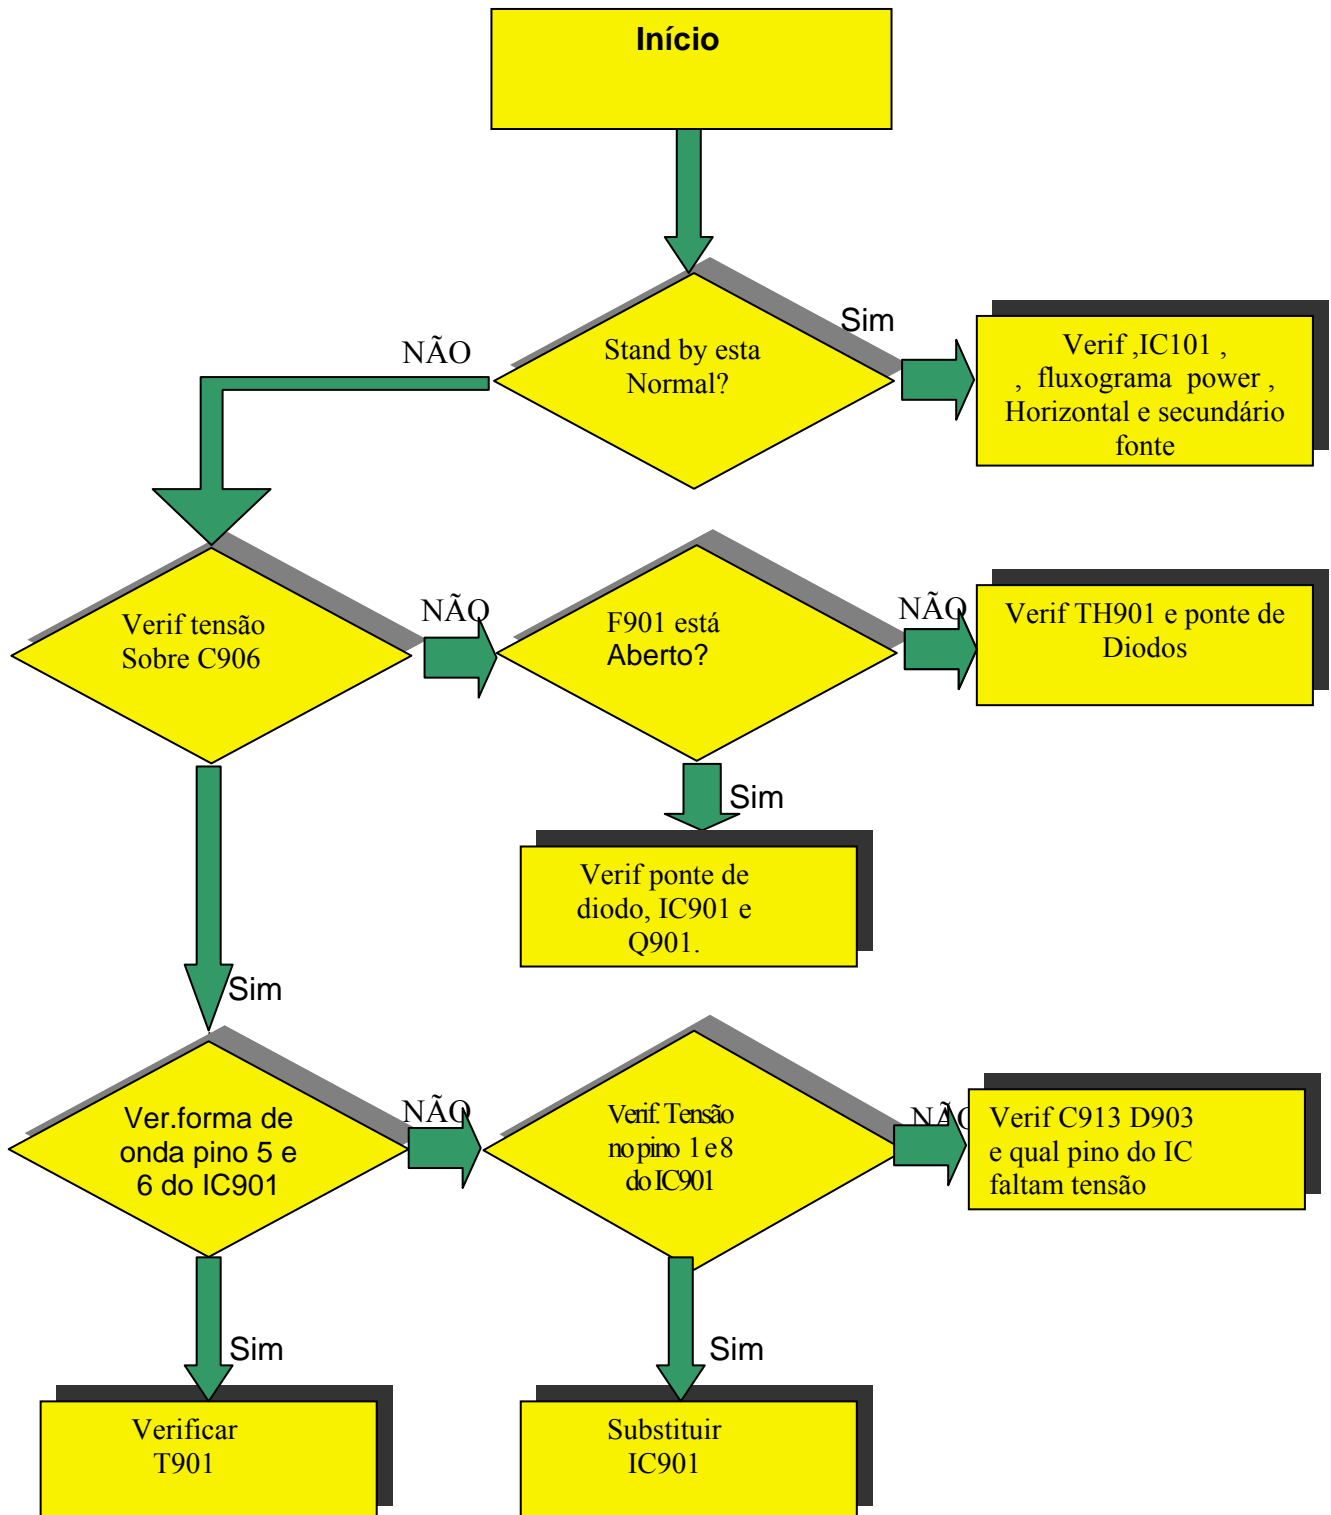 Início
Stand by esta
Normal?
Sim
Verif ,IC101 ,
, fluxograma power ,
Horizontal e secundário
fonte
NÃO
Verif tensão
Sobre C906
NÃO
F901 está
Aberto?
NÃO
Verif TH901 e ponte de
Diodos
Sim
Verif ponte de
diodo, IC901 e
Q901.
Sim
Ver.forma de
onda pino 5 e
6 do IC901
NÃO
Verif. Tensão
no pino 1 e 8
do IC901
NÃO
Verif C913 D903
e qual pino do IC
faltam tensão
Sim
Sim
Verificar
T901
Substituir
IC901